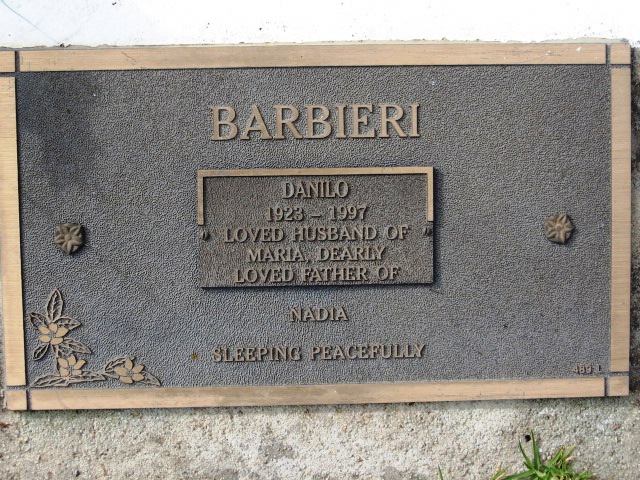 BARBIERI
DANILO
1923 - 1997
LOVED HUSBAND OF
MARIA, DEARLY
LOVED FATHER OF
NADIA
SLEEPING PEACEFULLY